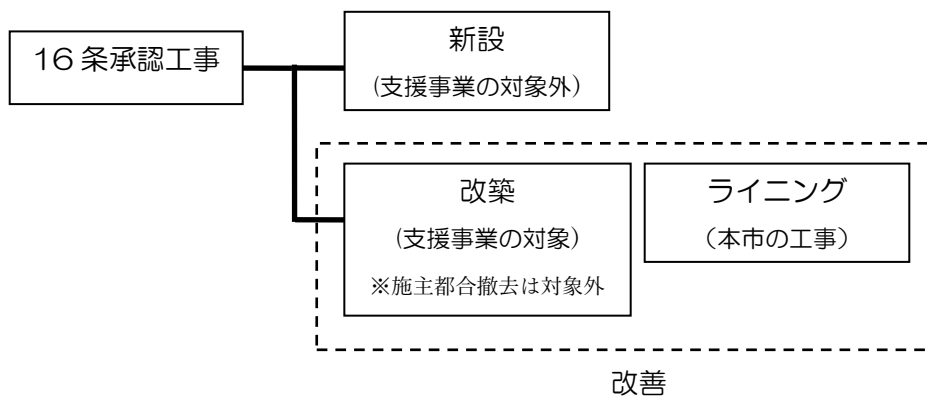 16条承認工事
新設
(支援事業の対象外)
改築
(支援事業の対象)
※施主都合撤去は対象外
ライニング
(本市の工事)
改善